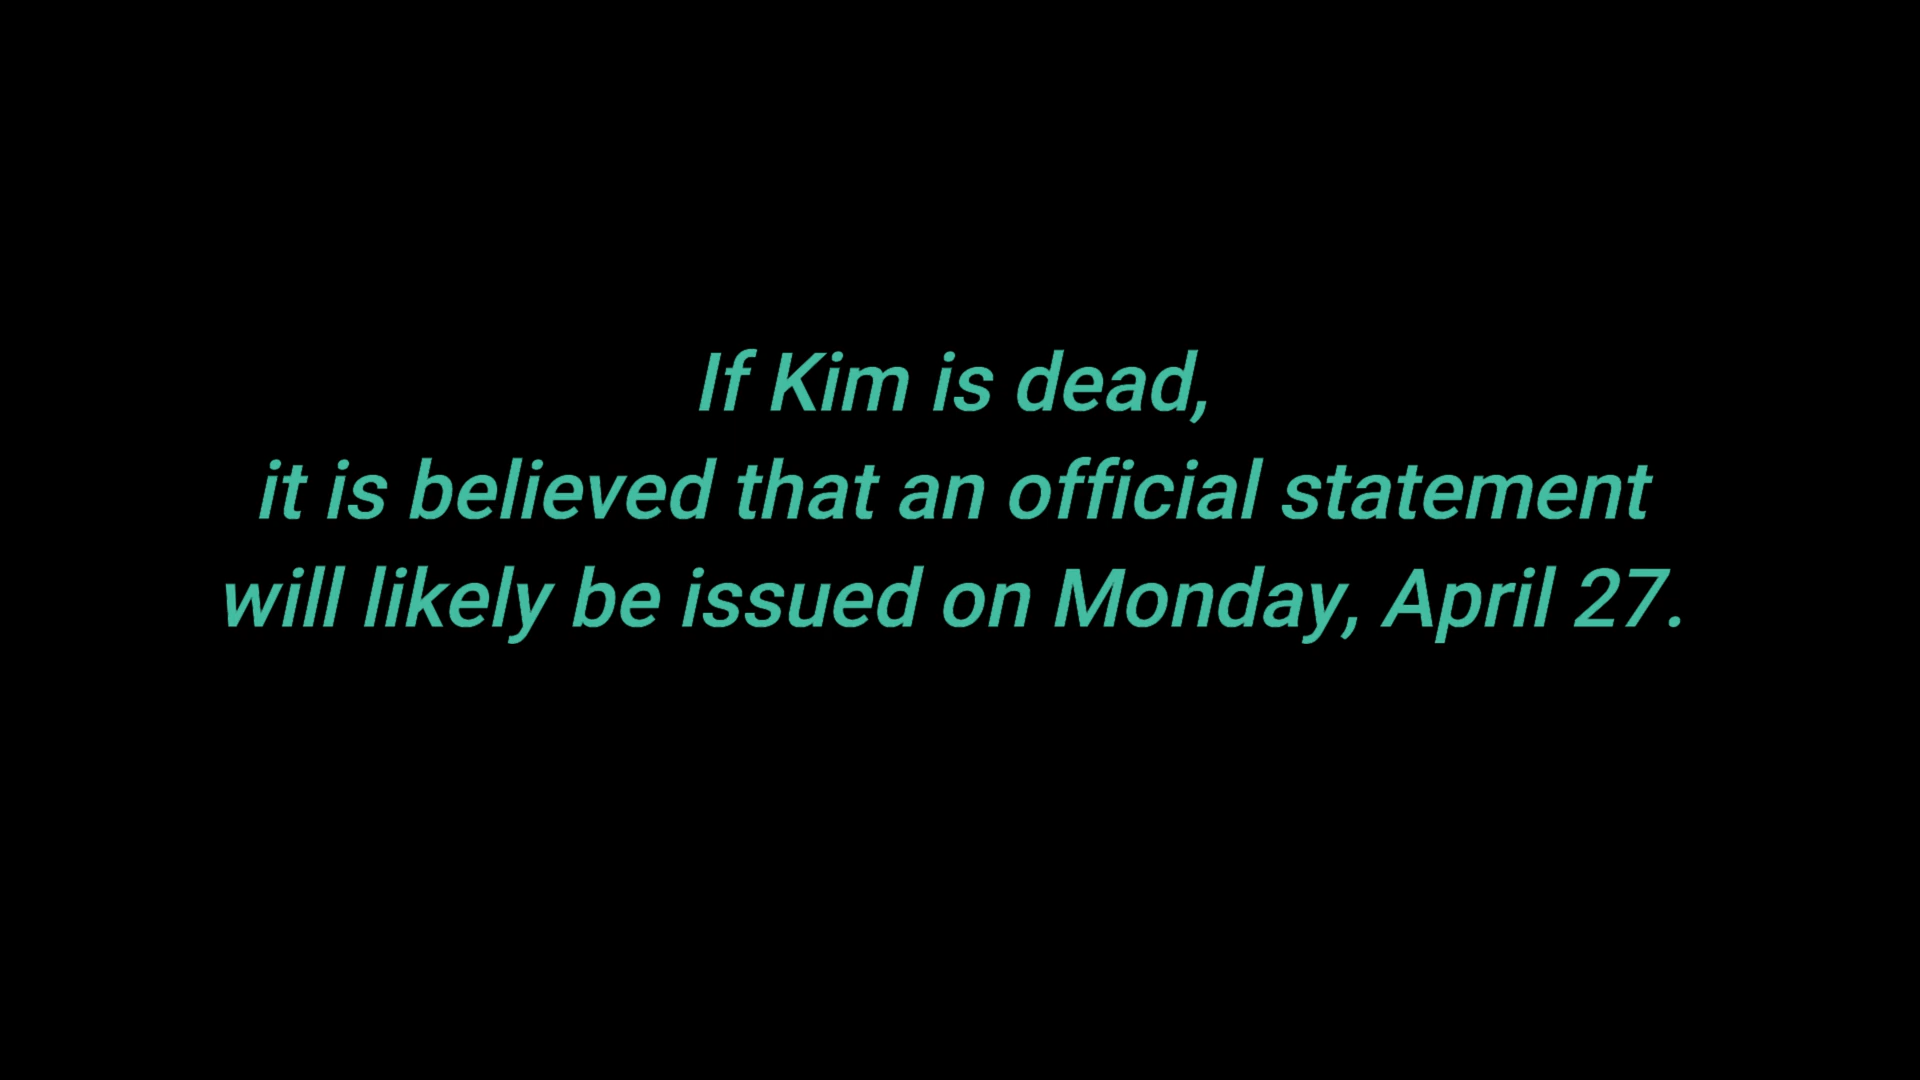 If Kim is dead,
it is believed that an official statement
will likely be issued on Monday, April 27.